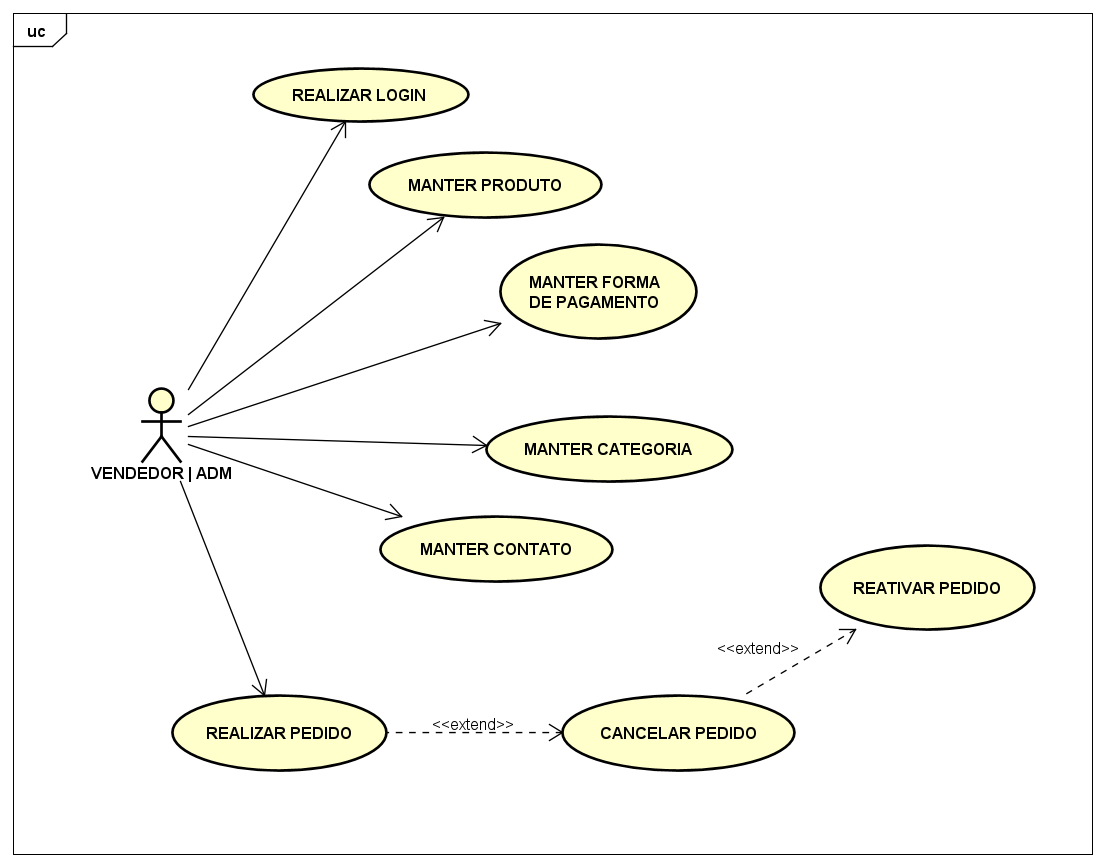 uc
REALIZAR LOGIN
MANTER PRODUTO
MANTER FORMA
DE PAGAMENTO
MANTER CATEGORIA
VENDEDOR | ADM
MANTER CONTATO
REATIVAR PEDIDO
<<extend>>
REALIZAR PEDIDO
<<extend>>
CANCELAR PEDIDO